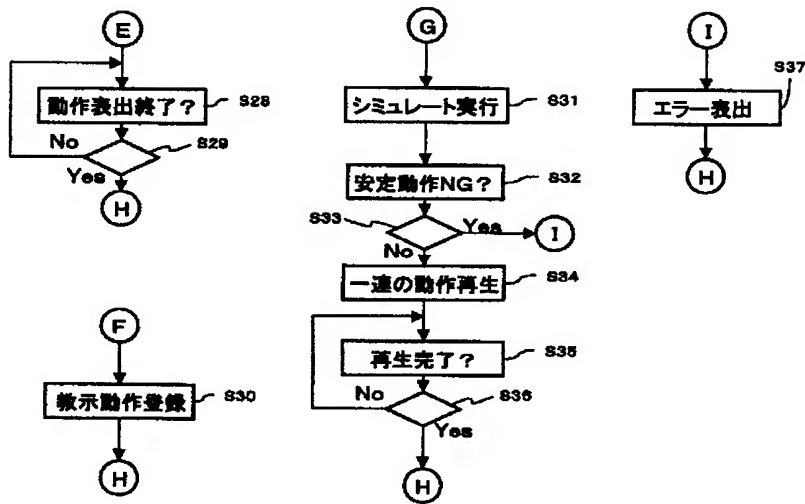 E
動作表出終了？
S28
No
S29
Yes
H
F
教示動作登録
S30
H
G
シミュレート実行
S31
安定動作NG？
S32
S33
Yes
I
No
一連の動作再生
S34
再生完了？
S35
No
S36
Yes
H
I
S37
エラー表出
H